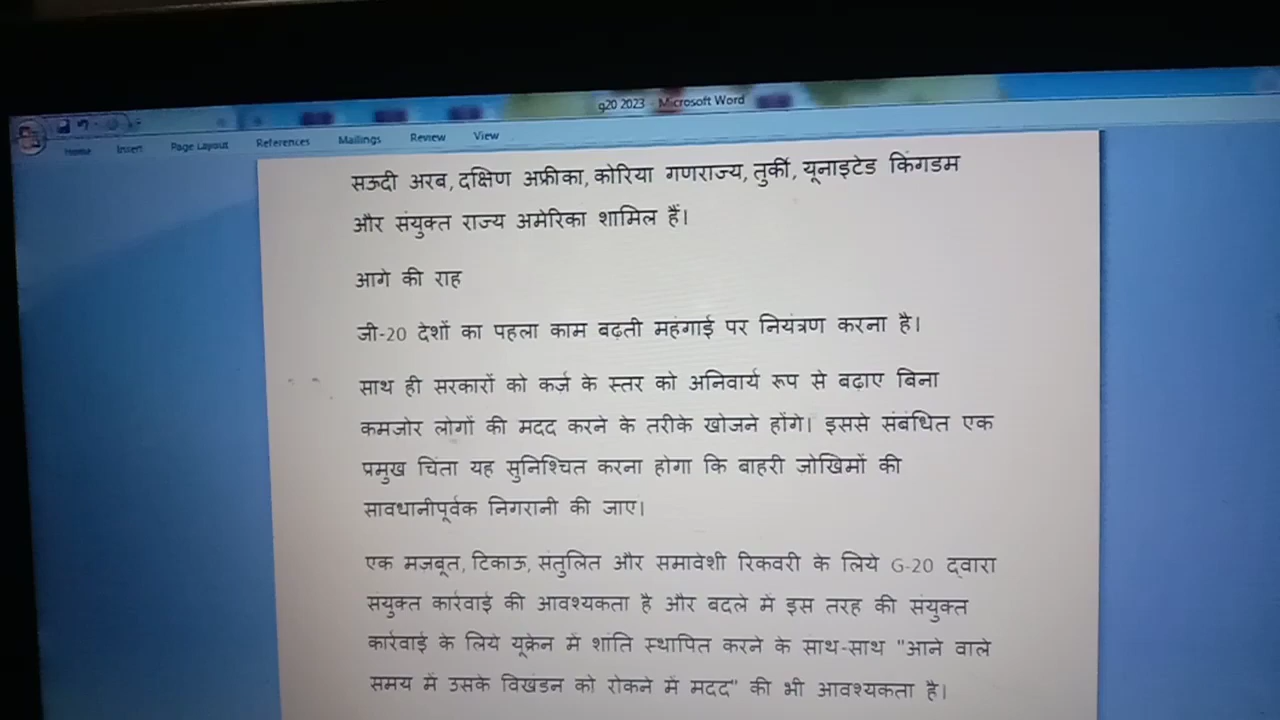 g20 2023 - Microsoft Word
Home Insert Page Layout References Mailings Review View
सऊदी अरब, दक्षिण अफ्रीका, कोरिया गणराज्य, तुर्की, यूनाइटेड किंगडम
और संयुक्त राज्य अमेरिका शामिल हैं।
आगे की राह
जी-20 देशों का पहला काम बढ़ती महंगाई पर नियंत्रण करना है।
साथ ही सरकारों को कर्ज़ के स्तर को अनिवार्य रूप से बढ़ाए बिना
कमजोर लोगों की मदद करने के तरीके खोजने होंगे। इससे संबंधित एक
प्रमुख चिंता यह सुनिश्चित करना होगा कि बाहरी जोखिमों की
सावधानीपूर्वक निगरानी की जाए।
एक मज़बूत, टिकाऊ, संतुलित और समावेशी रिकवरी के लिये G-20 द्वारा
संयुक्त कार्रवाई की आवश्यकता है और बदले में इस तरह की संयुक्त
कार्रवाई के लिये यूक्रेन में शांति स्थापित करने के साथ-साथ "आने वाले
समय में उसके विखंडन को रोकने में मदद" की भी आवश्यकता है।